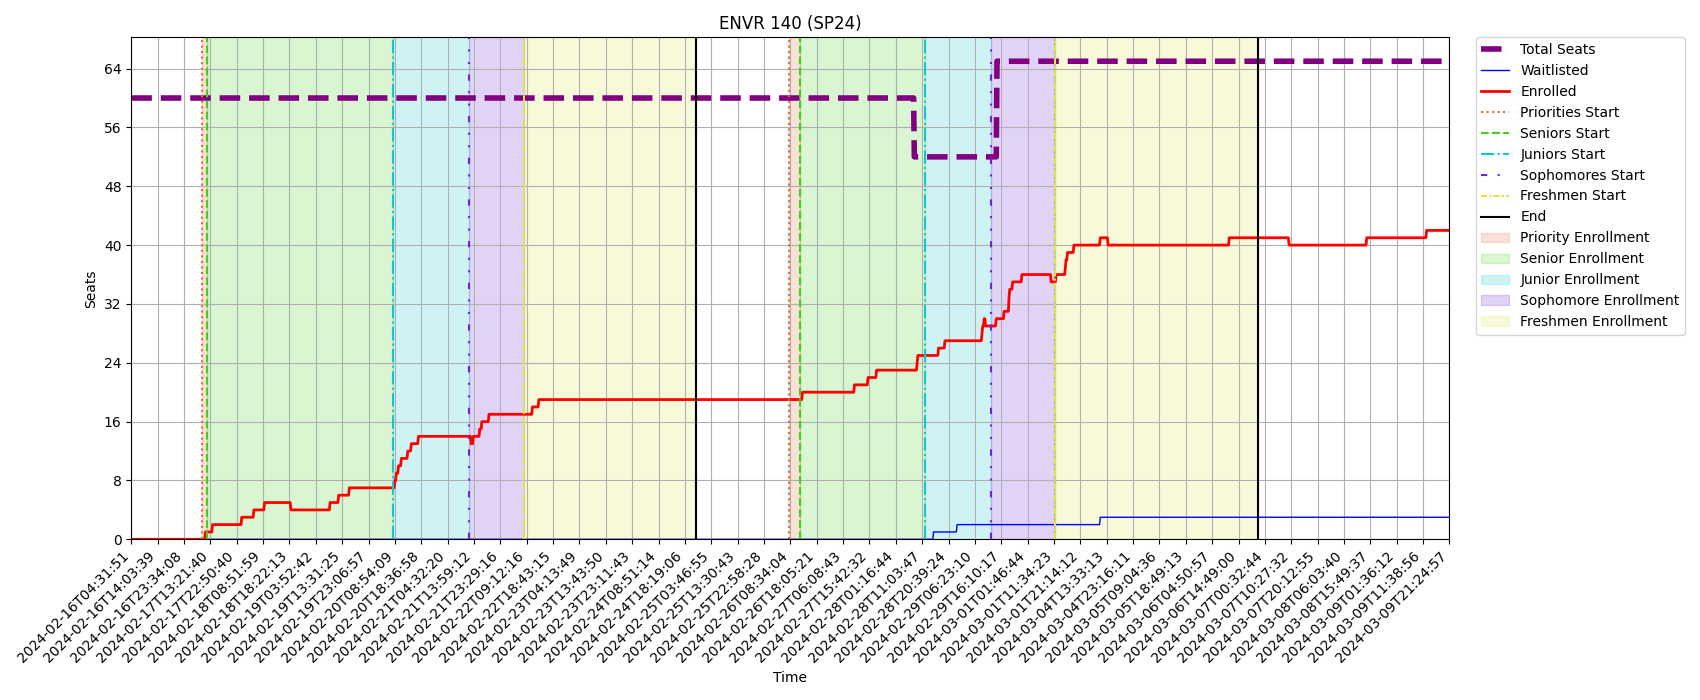 ENVR 140 (SP24)
Seats
64
56
48
40
32
24
16
8
0
2024-02-16T04:31:51
2024-02-16T14:03:39
2024-02-16T23:34:08
2024-02-17T13:21:40
2024-02-17T22:50:40
2024-02-18T08:51:59
2024-02-18T18:22:13
2024-02-19T03:52:42
2024-02-19T13:31:25
2024-02-19T23:06:57
2024-02-20T08:54:09
2024-02-20T18:36:58
2024-02-21T04:32:20
2024-02-21T13:59:12
2024-02-21T23:29:16
2024-02-22T09:12:16
2024-02-22T18:43:15
2024-02-23T04:13:49
2024-02-23T13:43:50
2024-02-23T23:11:43
2024-02-24T08:51:14
2024-02-24T18:19:06
2024-02-25T03:46:55
2024-02-25T13:30:43
2024-02-25T22:58:28
2024-02-26T08:34:04
2024-02-26T18:05:21
2024-02-27T06:08:43
2024-02-27T15:42:32
2024-02-28T01:16:44
2024-02-28T11:03:47
2024-02-28T20:39:24
2024-02-29T06:23:10
2024-02-29T16:10:17
2024-03-01T01:46:44
2024-03-01T11:34:23
2024-03-01T21:14:12
2024-03-04T13:33:13
2024-03-04T23:16:11
2024-03-05T09:04:36
2024-03-05T18:49:13
2024-03-06T04:50:57
2024-03-06T14:49:00
2024-03-07T00:32:44
2024-03-07T10:27:32
2024-03-07T20:12:55
2024-03-08T06:03:40
2024-03-08T15:49:37
2024-03-09T01:36:12
2024-03-09T11:38:56
2024-03-09T21:24:57
Time
Total Seats
Waitlisted
Enrolled
Priorities Start
Seniors Start
Juniors Start
Sophomores Start
Freshmen Start
End
Priority Enrollment
Senior Enrollment
Junior Enrollment
Sophomore Enrollment
Freshmen Enrollment